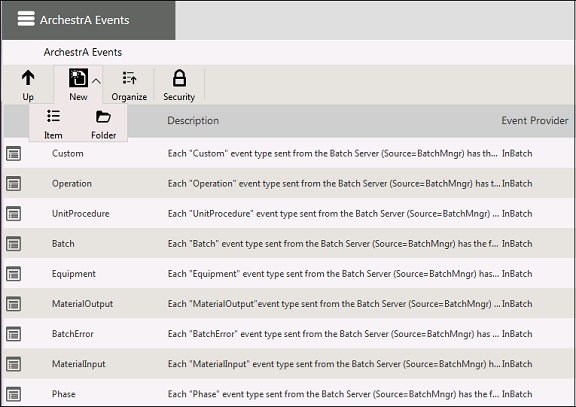 ArchestrA Events
ArchestrA Events
Up New Organize Security
Item Folder
Description Event Provider
Custom Each "Custom" event type sent from the Batch Server (Source=BatchMngr) has th... InBatch
Operation Each "Operation" event type sent from the Batch Server (Source=BatchMngr) has... InBatch
UnitProcedure Each "UnitProcedure" event type sent from the Batch Server (Source=BatchMngr) ... InBatch
Batch Each "Batch" event type sent from the Batch Server (Source=BatchMngr) has the f... InBatch
Equipment Each "Equipment" event type sent from the Batch Server (Source=BatchMngr) has... InBatch
MaterialOutput Each "MaterialOutput"event type sent from the Batch Server (Source=BatchMngr)... InBatch
BatchError Each "BatchError" event type sent from the Batch Server (Source=BatchMngr) has ... InBatch
MaterialInput Each "MaterialInput" event type sent from the Batch Server (Source=BatchMngr) ... InBatch
Phase Each "Phase" event type sent from the Batch Server (Source=BatchMngr) has the f... InBatch